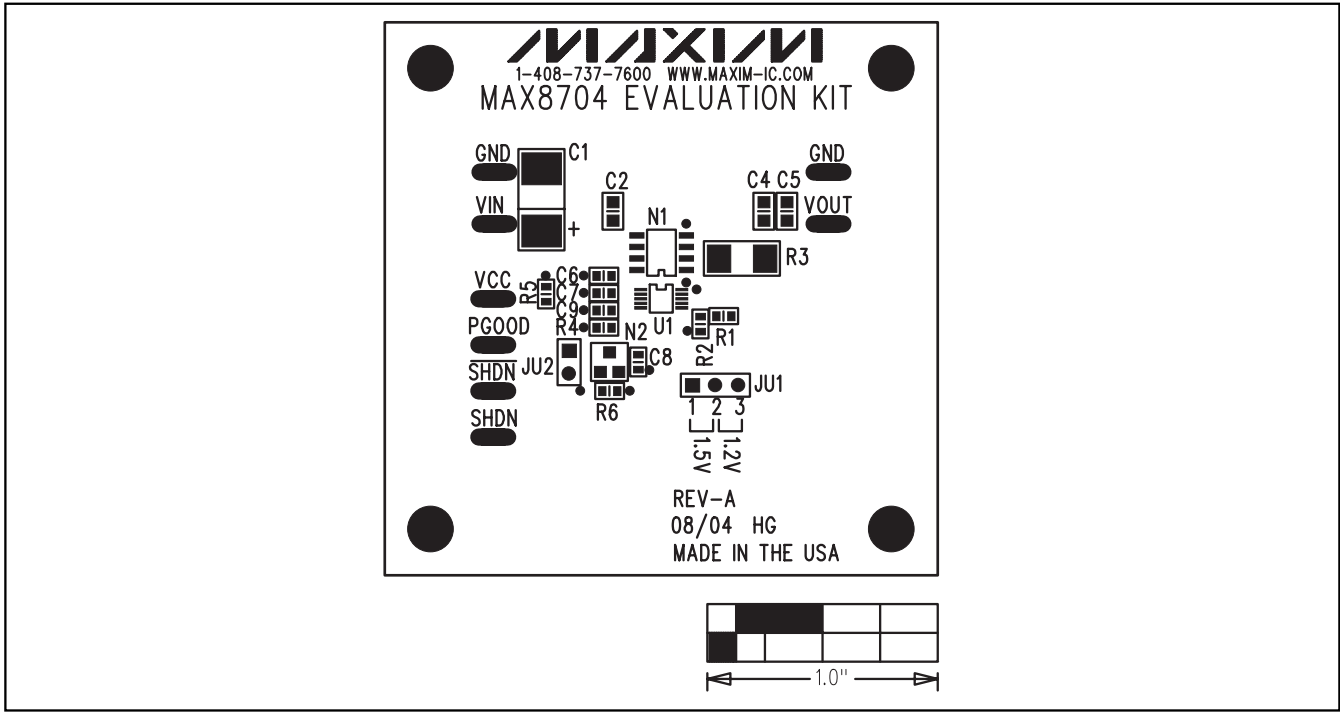 MAXIM
1-408-737-7600 WWW.MAXIM-IC.COM
MAX8704 EVALUATION KIT
GND
C1
GND
C2
C4 C5
VIN
VOUT
N1
+
R3
VCC
R5
C6
C7
C9
R4
U1
PGOOD
N2
R1
R2
SHDN
JU2
C8
JU1
R6
1 2 3
SHDN
1.5V
1.2V
REV-A
08/04 HG
MADE IN THE USA
1.0"